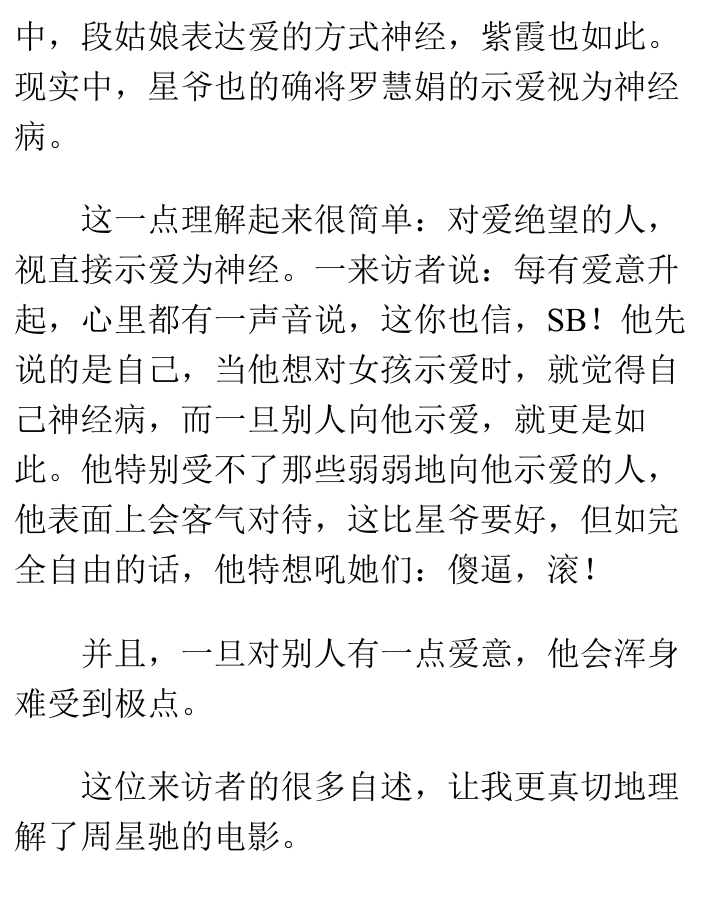 中，段姑娘表达爱的方式神经，紫霞也如此。
现实中，星爷也的确将罗慧娟的示爱视为神经
病。
这一点理解起来很简单：对爱绝望的人，
视直接示爱为神经。一来访者说：每有爱意升
起，心里都有一声音说，这你也信，SB！他先
说的是自己，当他想对女孩示爱时，就觉得自
己神经病，而一旦别人向他示爱，就更是如
此。他特别受不了那些弱弱地向他示爱的人，
他表面上会客气对待，这比星爷要好，但如完
全自由的话，他特想吼她们：傻逼，滚！
并且，一旦对别人有一点爱意，他会浑身
难受到极点。
这位来访者的很多自述，让我更真切地理
解了周星驰的电影。